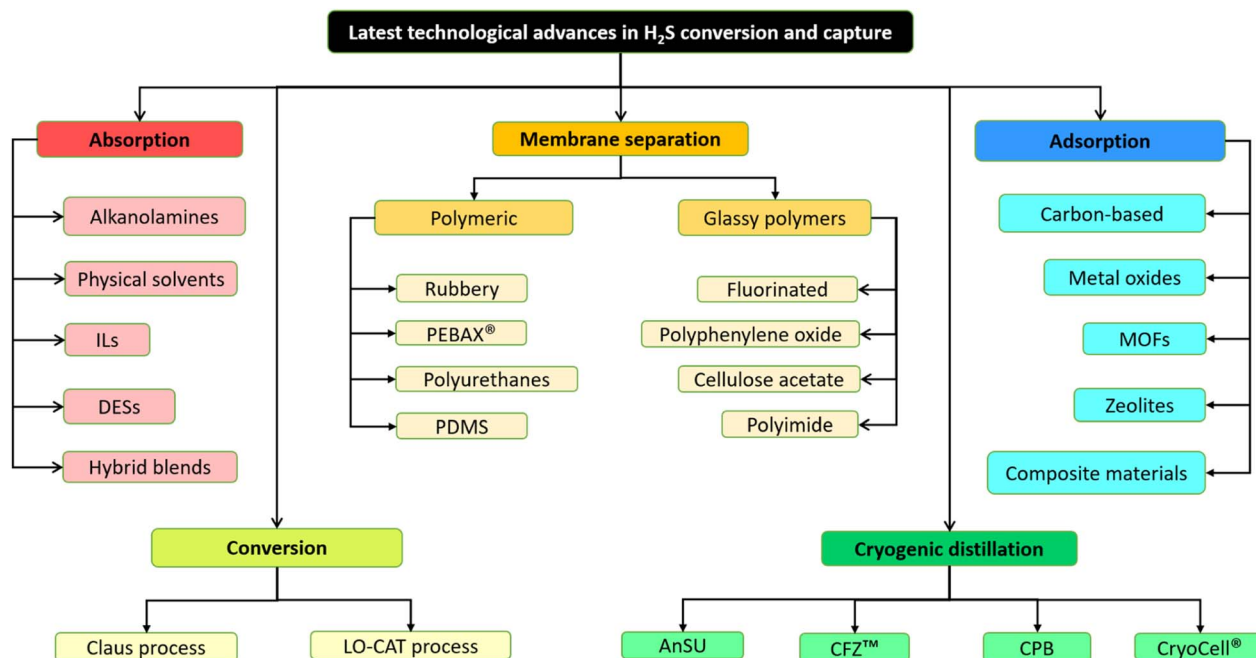 Latest technological advances in H₂S conversion and capture
Absorption
Alkanolamines
Physical solvents
ILs
DESs
Hybrid blends
Membrane separation
Polymeric
Rubbery
PEBAX®
Polyurethanes
PDMS
Glassy polymers
Fluorinated
Polyphenylene oxide
Cellulose acetate
Polyimide
Adsorption
Carbon-based
Metal oxides
MOFs
Zeolites
Composite materials
Conversion
Claus process
LO-CAT process
Cryogenic distillation
AnSU
CFZ™
CPB
CryoCell®